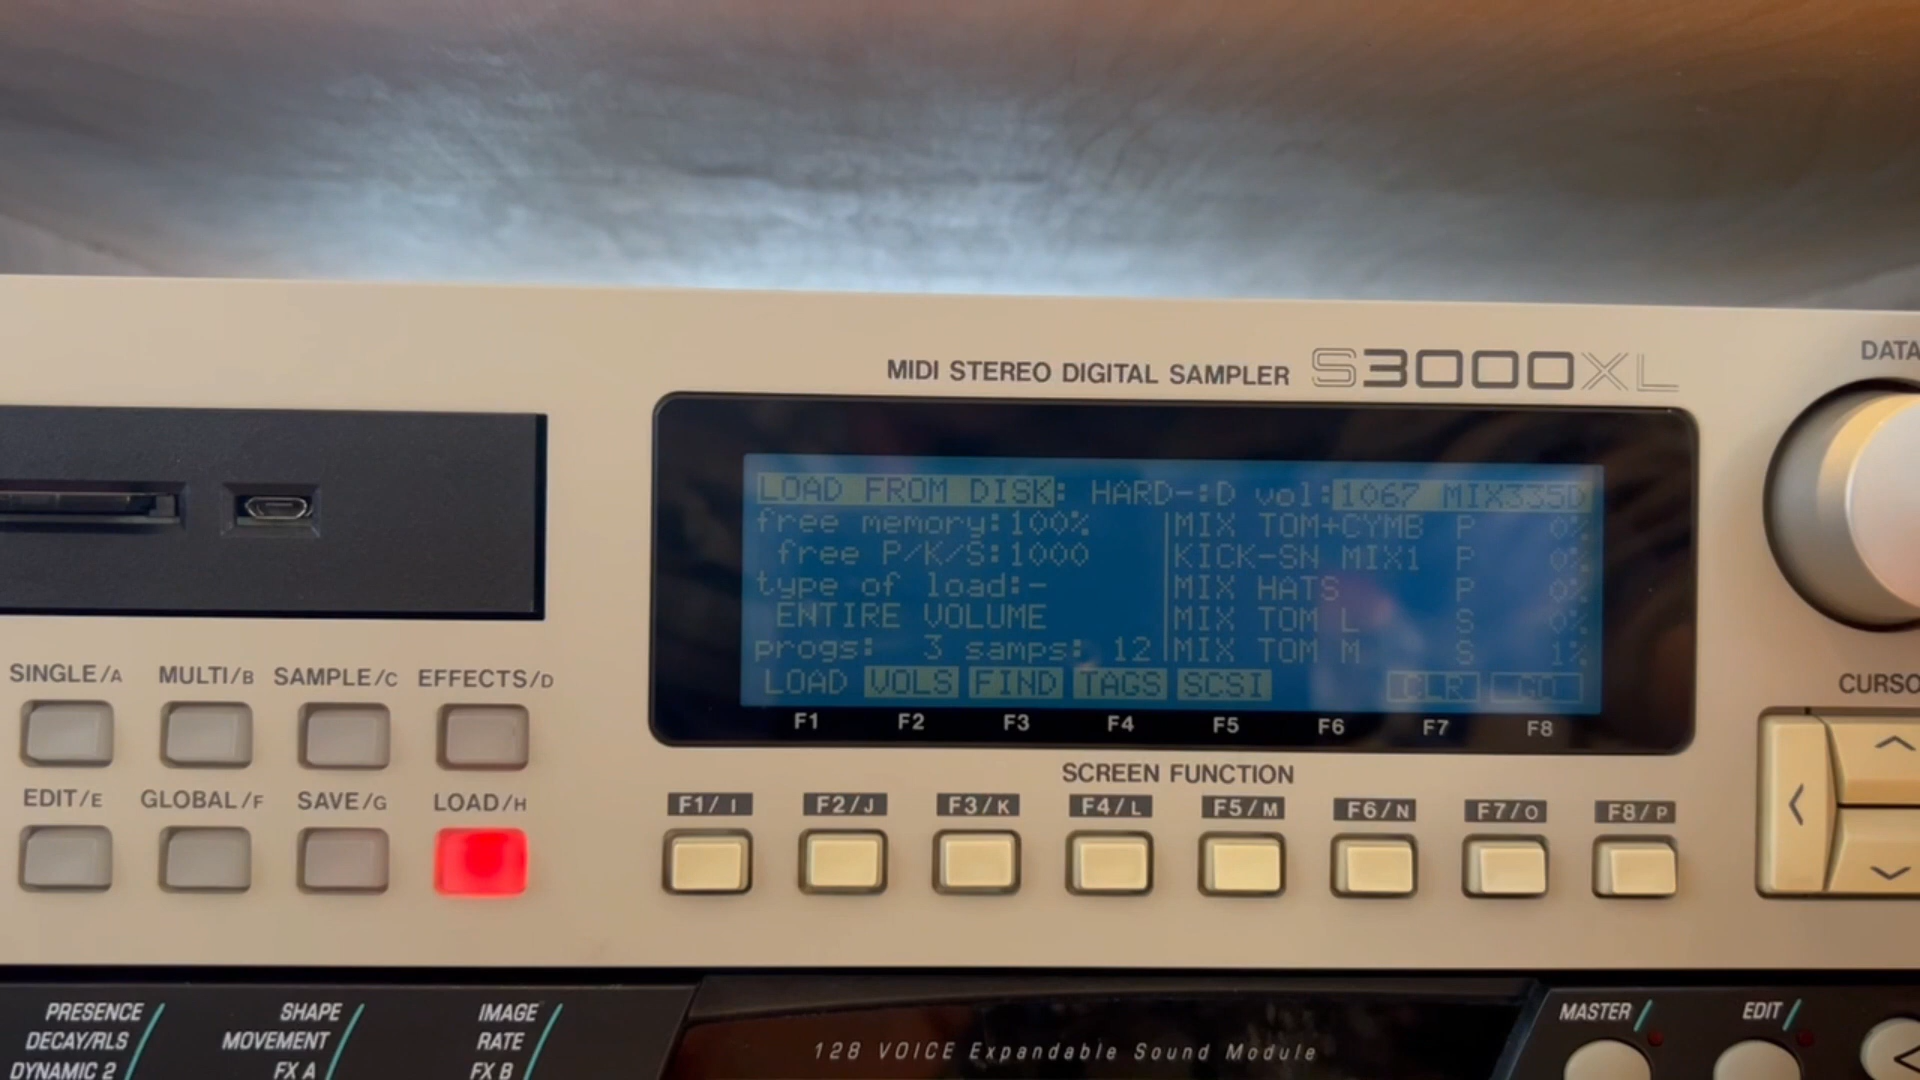 MIDI STEREO DIGITAL SAMPLER S3000XL
DATA
LOAD FROM DISK: HARD-:D vol:1067 MIX335D
free memory:100% MIX TOM+CYMB P 0%
free P/K/S:1000 KICK-SN MIX1 P 0%
type of load:- MIX HATS P 0%
ENTIRE VOLUME MIX TOM L S 0%
progs: 3 samps: 12 MIX TOM M S 1%
LOAD VOLS FIND TAGS SCSI CLR GO
F1 F2 F3 F4 F5 F6 F7 F8
SINGLE/A MULTI/B SAMPLE/C EFFECTS/D
CURSO
SCREEN FUNCTION
EDIT/E GLOBAL/F SAVE/G LOAD/H
F1/I F2/J F3/K F4/L F5/M F6/N F7/O F8/P
PRESENCE SHAPE IMAGE
DECAY/RLS MOVEMENT RATE
DYNAMIC 2 FX A FX B
128 VOICE Expandable Sound Module
MASTER EDIT